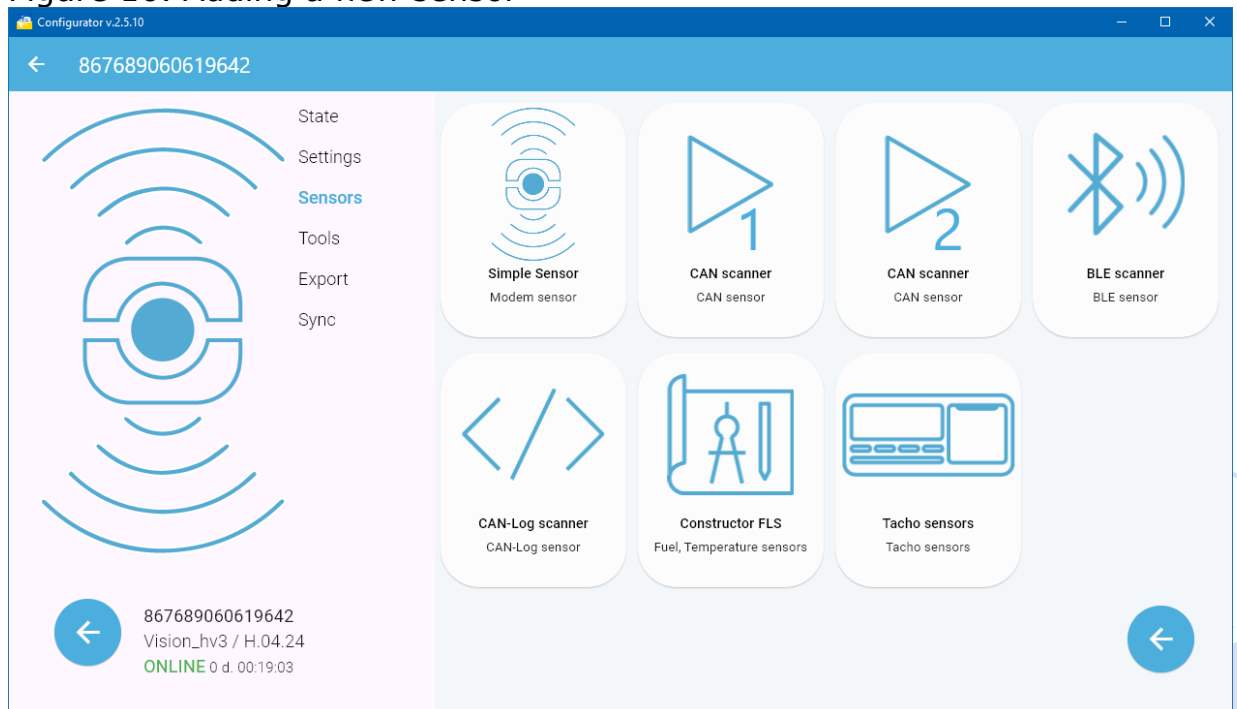 Configurator v.2.5.10
867689060619642
State
Settings
Sensors
Tools
Export
Sync
867689060619642
Vision_hv3 / H.04.24
ONLINE 0 d. 00:19:03
Simple Sensor
Modem sensor
1
CAN scanner
CAN sensor
2
CAN scanner
CAN sensor
BLE scanner
BLE sensor
CAN-Log scanner
CAN-Log sensor
Constructor FLS
Fuel, Temperature sensors
Tacho sensors
Tacho sensors